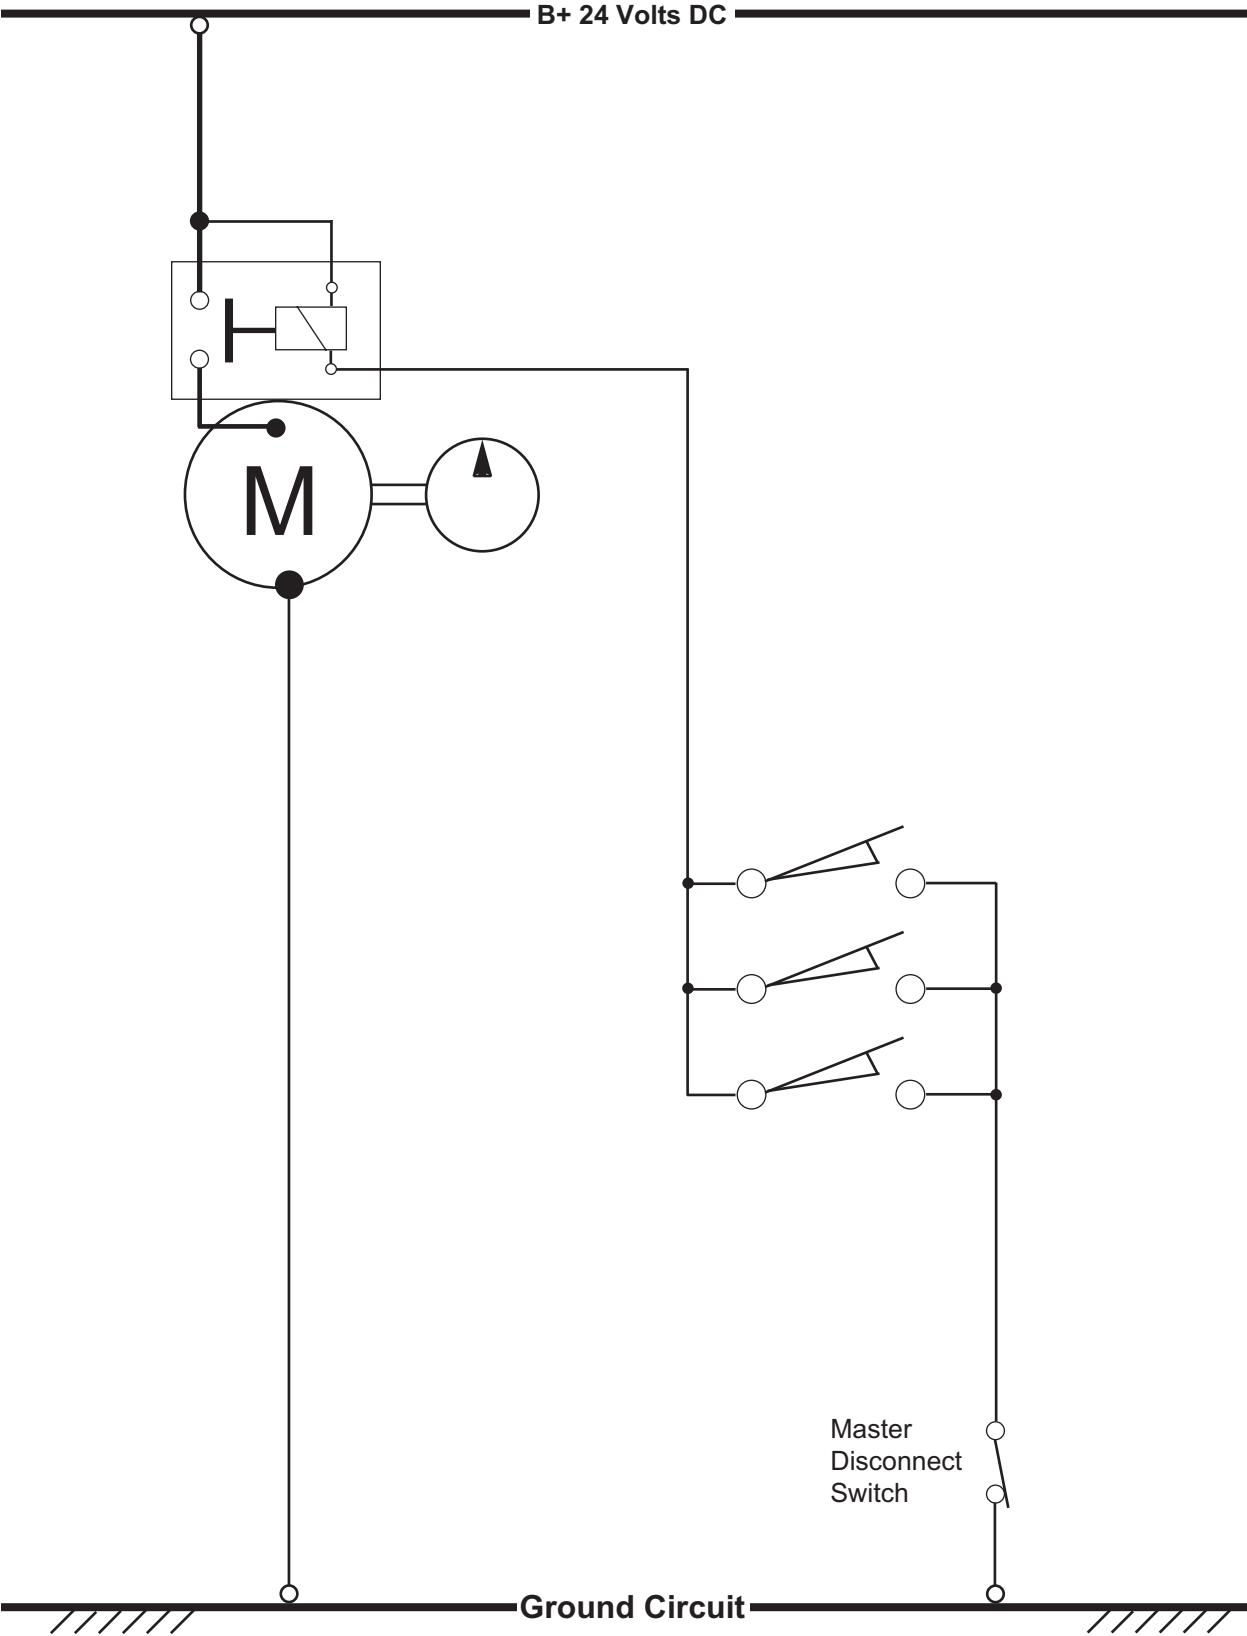 B+ 24 Volts DC
M
Master
Disconnect
Switch
Ground Circuit